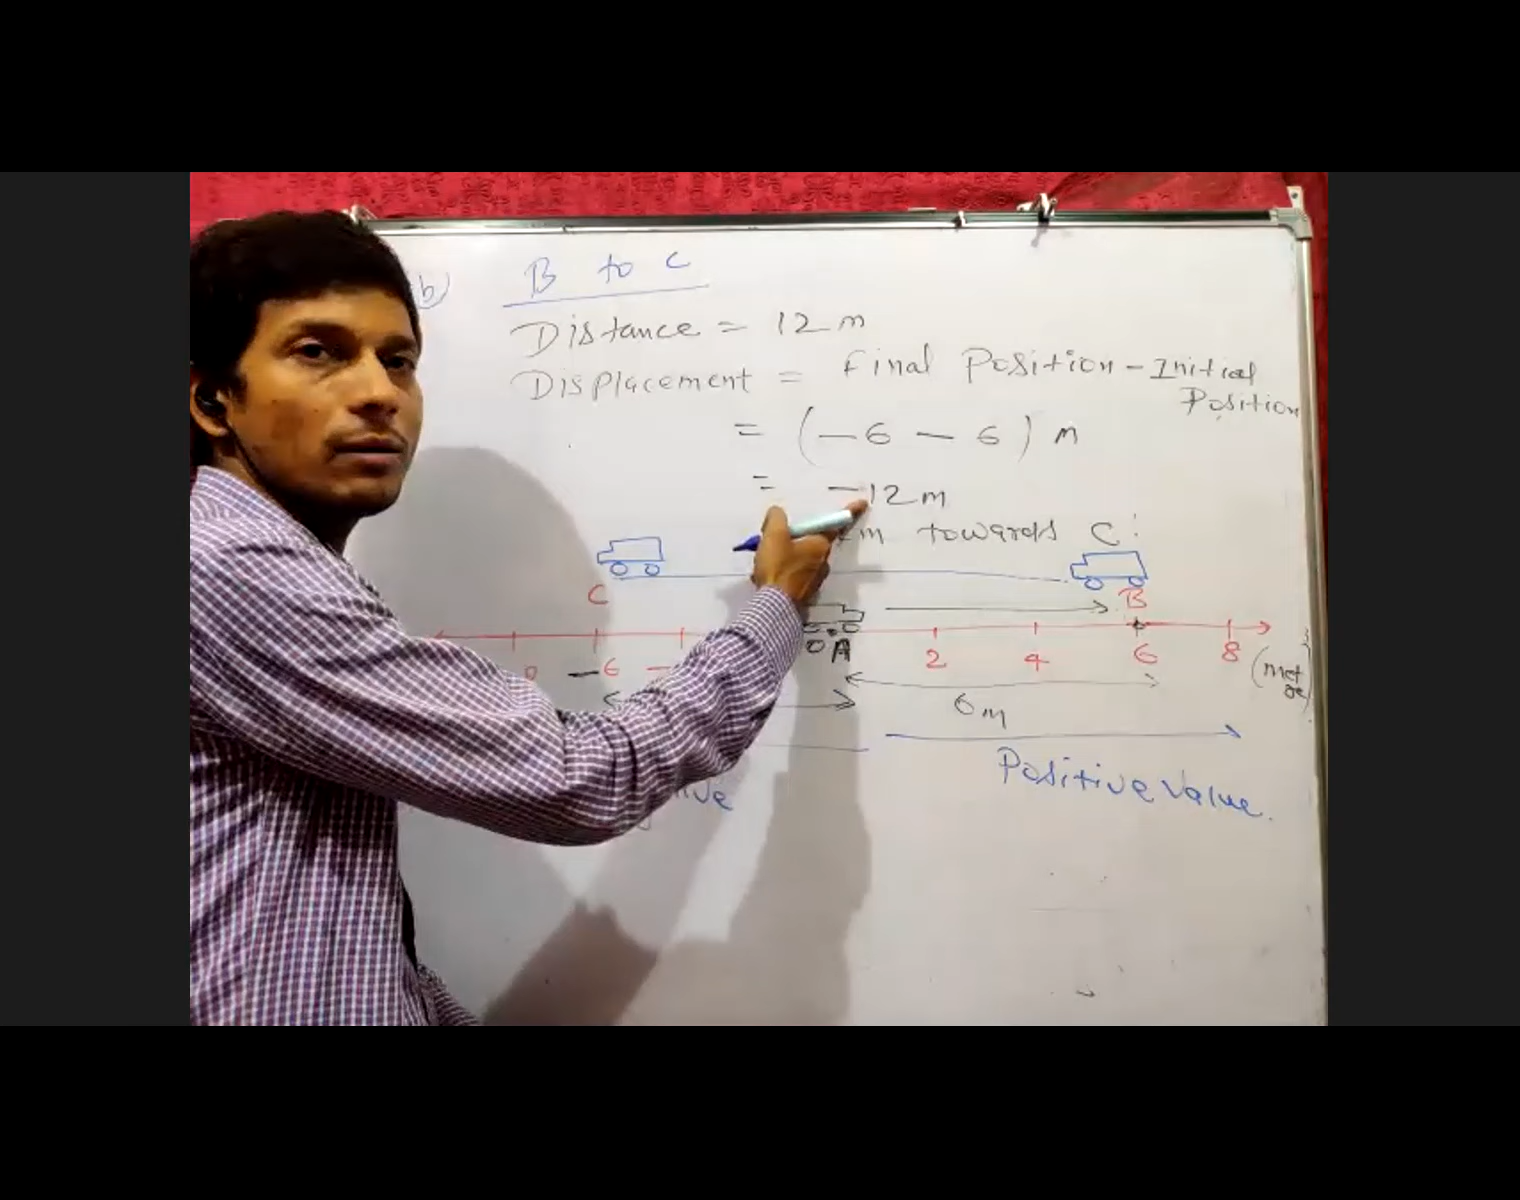 b) B to C
Distance = 12 m
Displacement = Final Position - Initial
Position
= (-6 - 6) m
= -12 m
m towards C
C B
-6 0 A 2 4 6 8
6 m
Positive Value